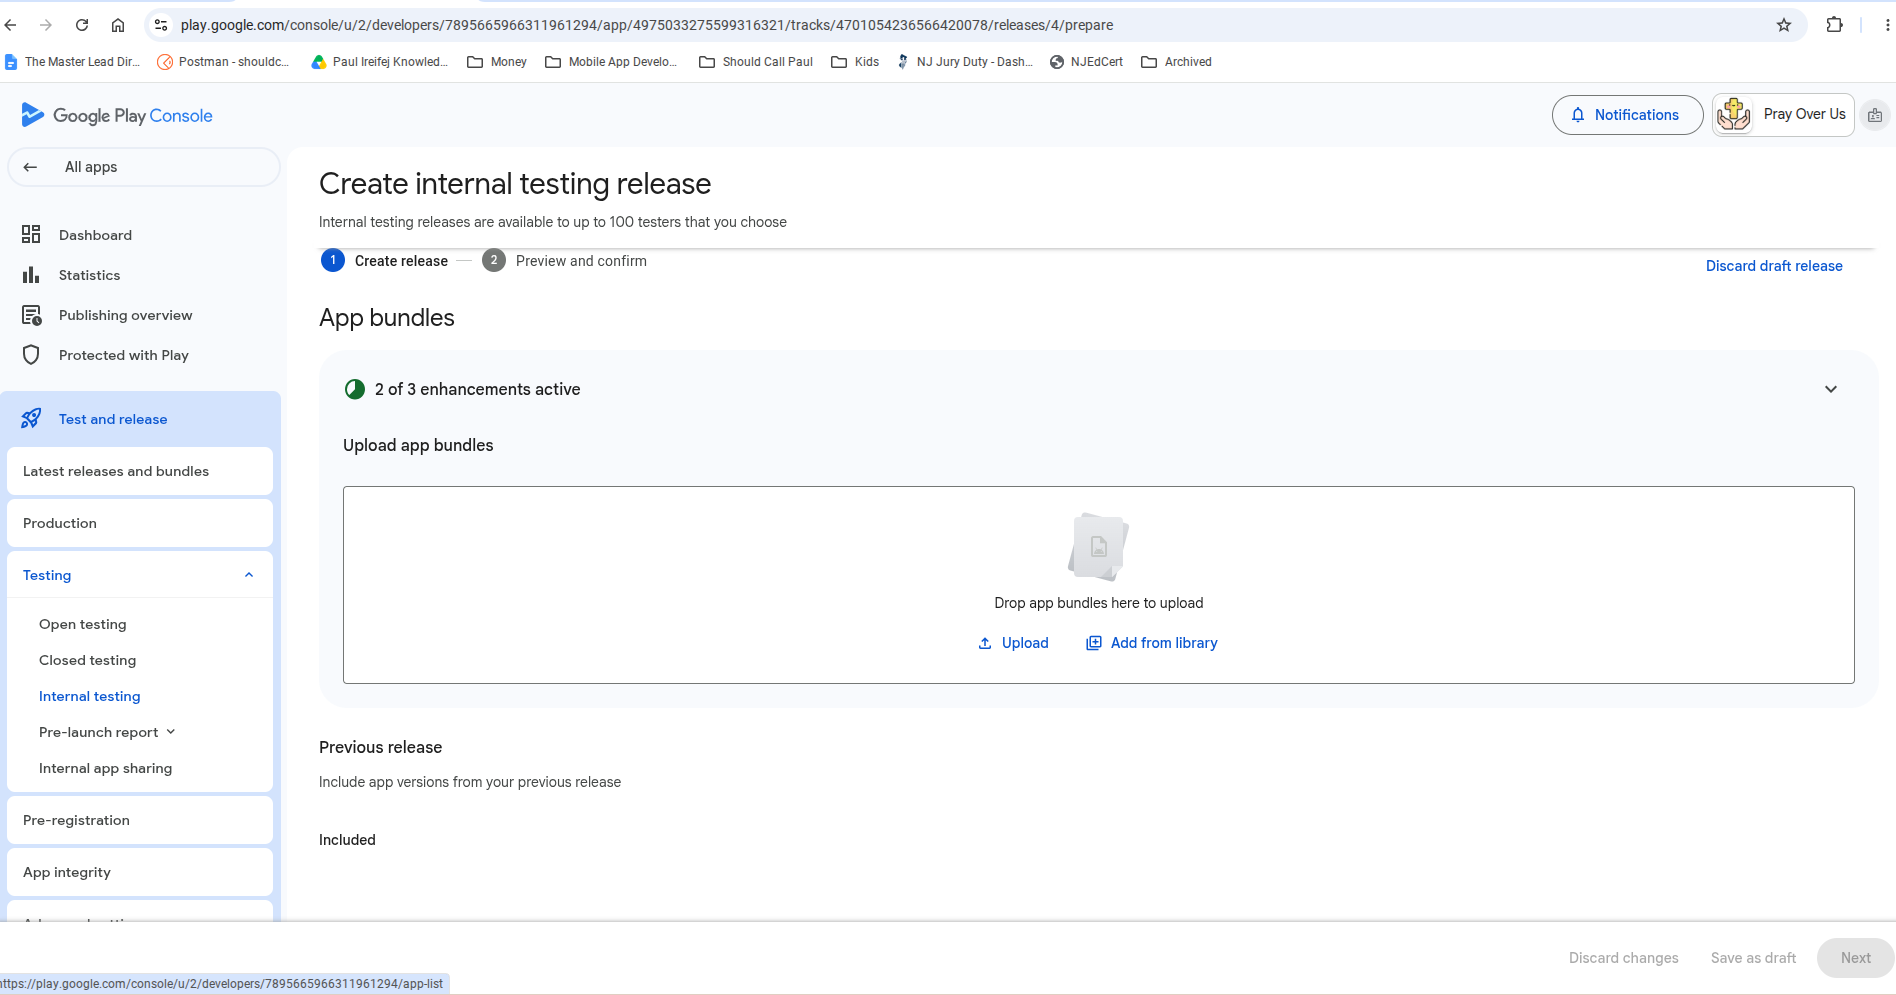 play.google.com/console/u/2/developers/7895665966311961294/app/4975033275599316321/tracks/4701054236566420078/releases/4/prepare
The Master Lead Dir... Postman - shouldc... Paul Ireifej Knowled... Money Mobile App Develo... Should Call Paul Kids NJ Jury Duty - Dash... NJEdCert Archived
Google Play Console
Notifications
Pray Over Us
All apps
Dashboard
Statistics
Publishing overview
Protected with Play
Test and release
Latest releases and bundles
Production
Testing
Open testing
Closed testing
Internal testing
Pre-launch report
Internal app sharing
Pre-registration
App integrity
Create internal testing release
Internal testing releases are available to up to 100 testers that you choose
1 Create release 2 Preview and confirm
Discard draft release
App bundles
2 of 3 enhancements active
Upload app bundles
Drop app bundles here to upload
Upload Add from library
Previous release
Include app versions from your previous release
Included
Discard changes Save as draft Next
https://play.google.com/console/u/2/developers/7895665966311961294/app-list